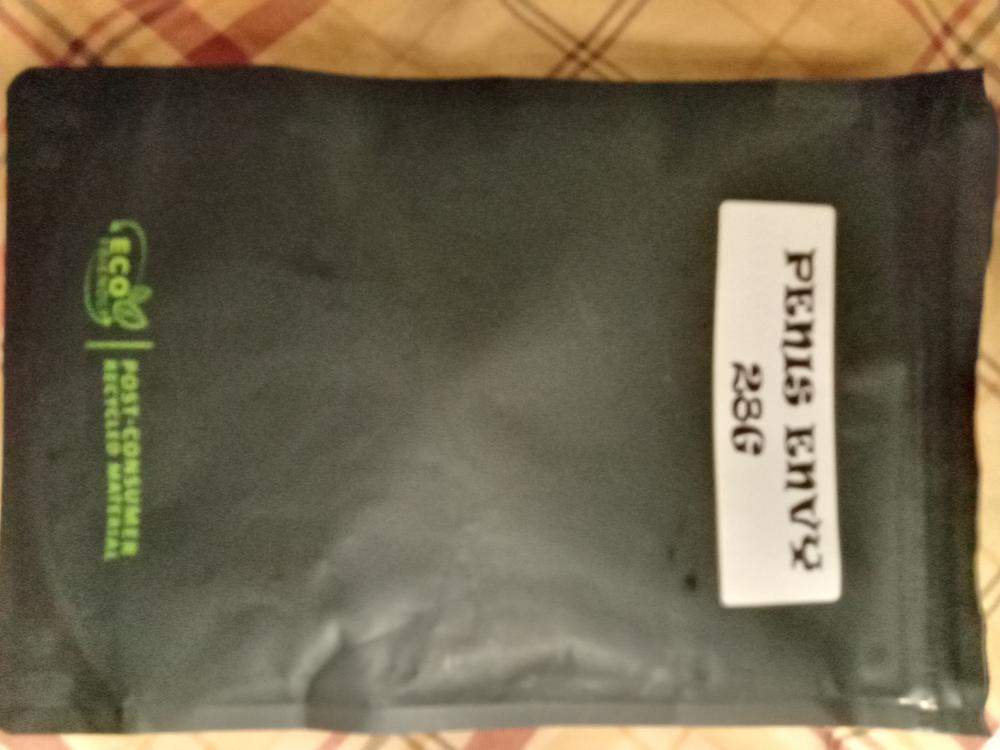 PENIS ENVY
28G
ECO
POST-CONSUMER
RECYCLED MATERIAL